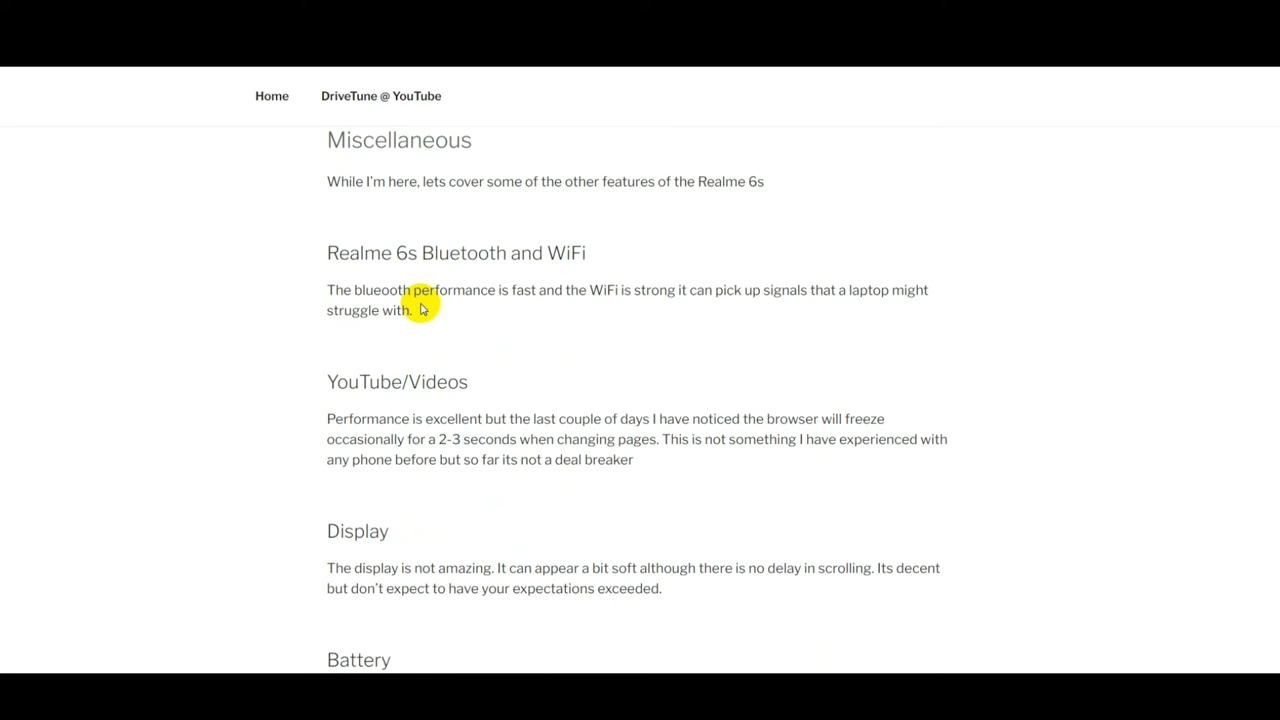 Home DriveTune @ YouTube
Miscellaneous
While I'm here, lets cover some of the other features of the Realme 6s
Realme 6s Bluetooth and WiFi
The blueooth performance is fast and the WiFi is strong it can pick up signals that a laptop might
struggle with.
YouTube/Videos
Performance is excellent but the last couple of days I have noticed the browser will freeze
occasionally for a 2-3 seconds when changing pages. This is not something I have experienced with
any phone before but so far its not a deal breaker
Display
The display is not amazing. It can appear a bit soft although there is no delay in scrolling. Its decent
but don't expect to have your expectations exceeded.
Battery